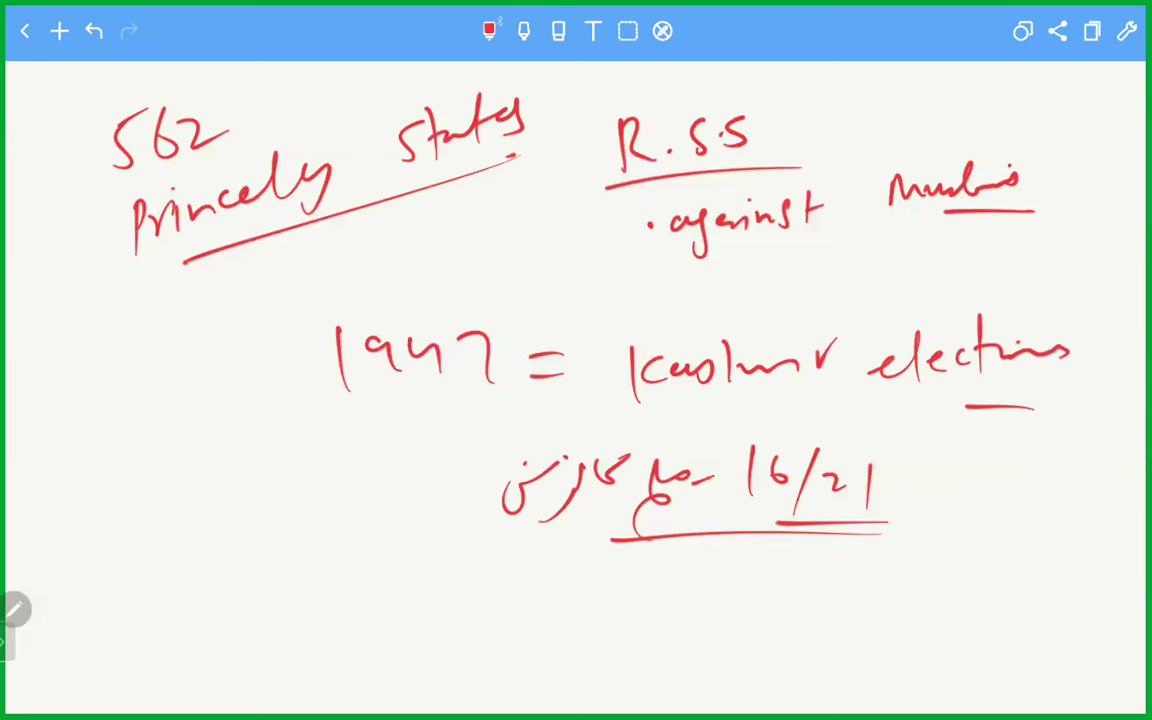 562
Princely States
R.S.S
. against Muslims
1947 = Kashmir elections
مسلم کانفرنس 16/21